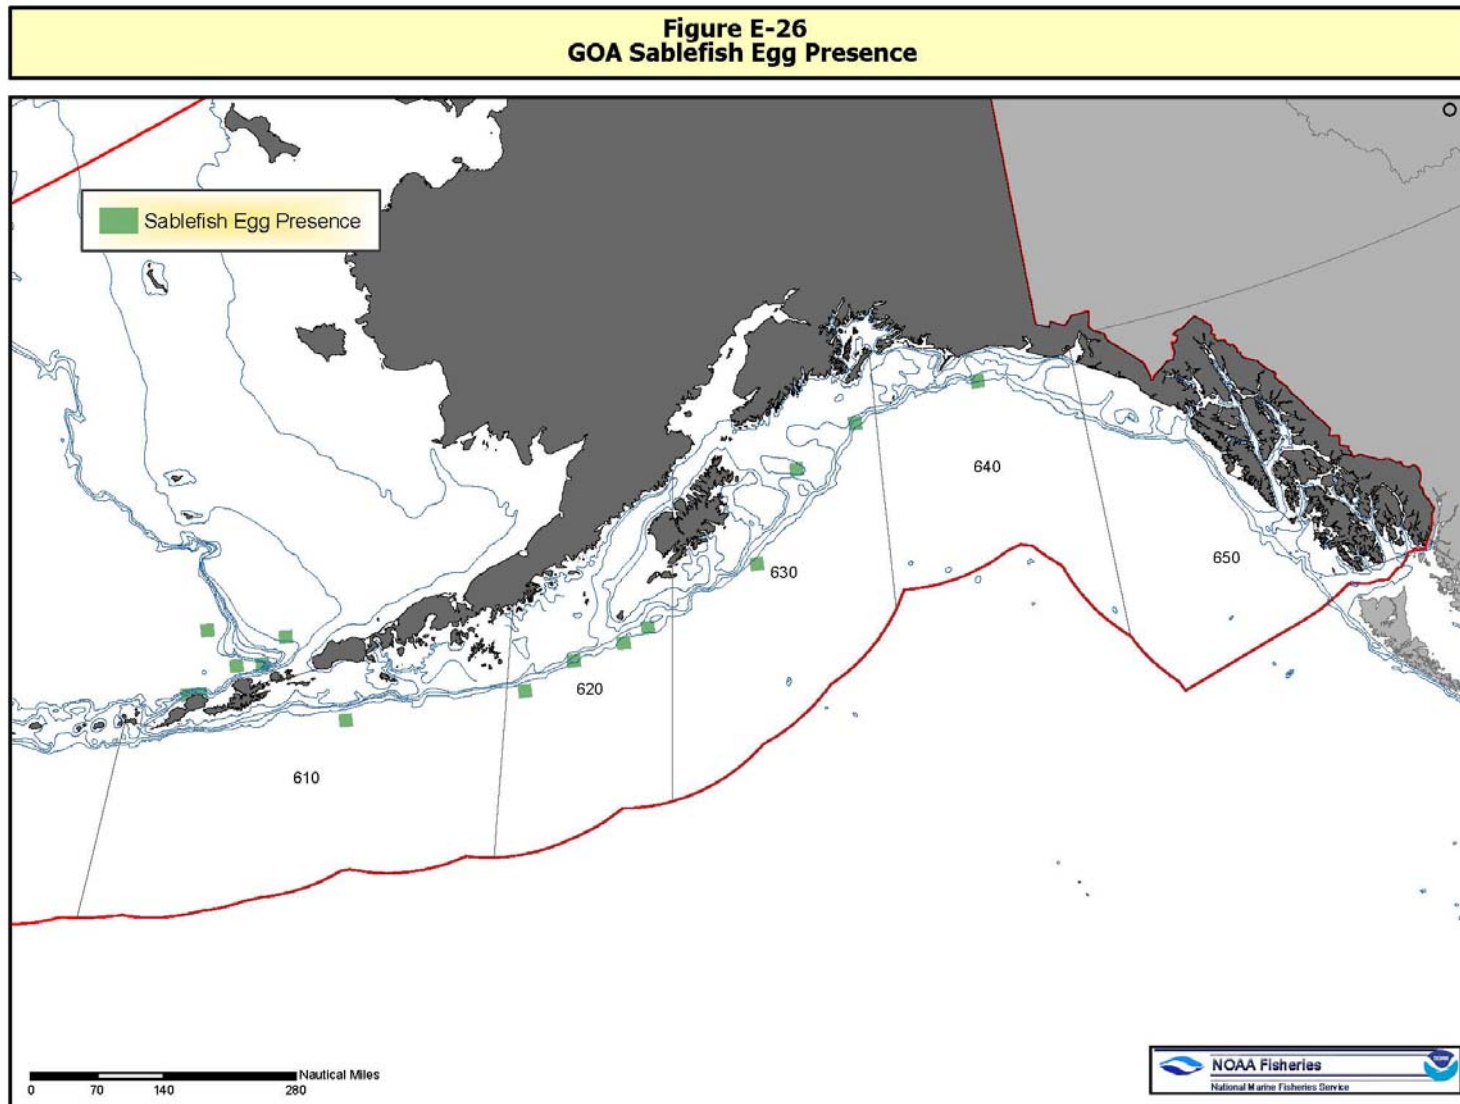 Figure E-26
GOA Sablefish Egg Presence
Sablefish Egg Presence
640
650
630
620
610
Nautical Miles
0 70 140 280
NOAA Fisheries
National Marine Fisheries Service